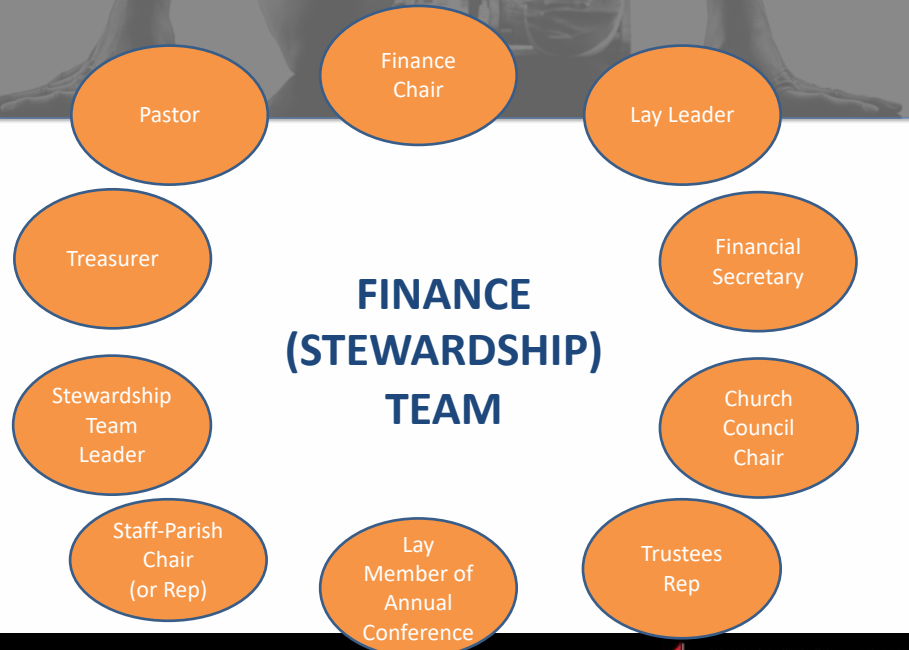 Finance
Chair
Pastor
Lay Leader
Treasurer
Financial
Secretary
FINANCE
(STEWARDSHIP)
TEAM
Stewardship
Team
Leader
Church
Council
Chair
Staff-Parish
Chair
(or Rep)
Lay
Member of
Annual
Conference
Trustees
Rep